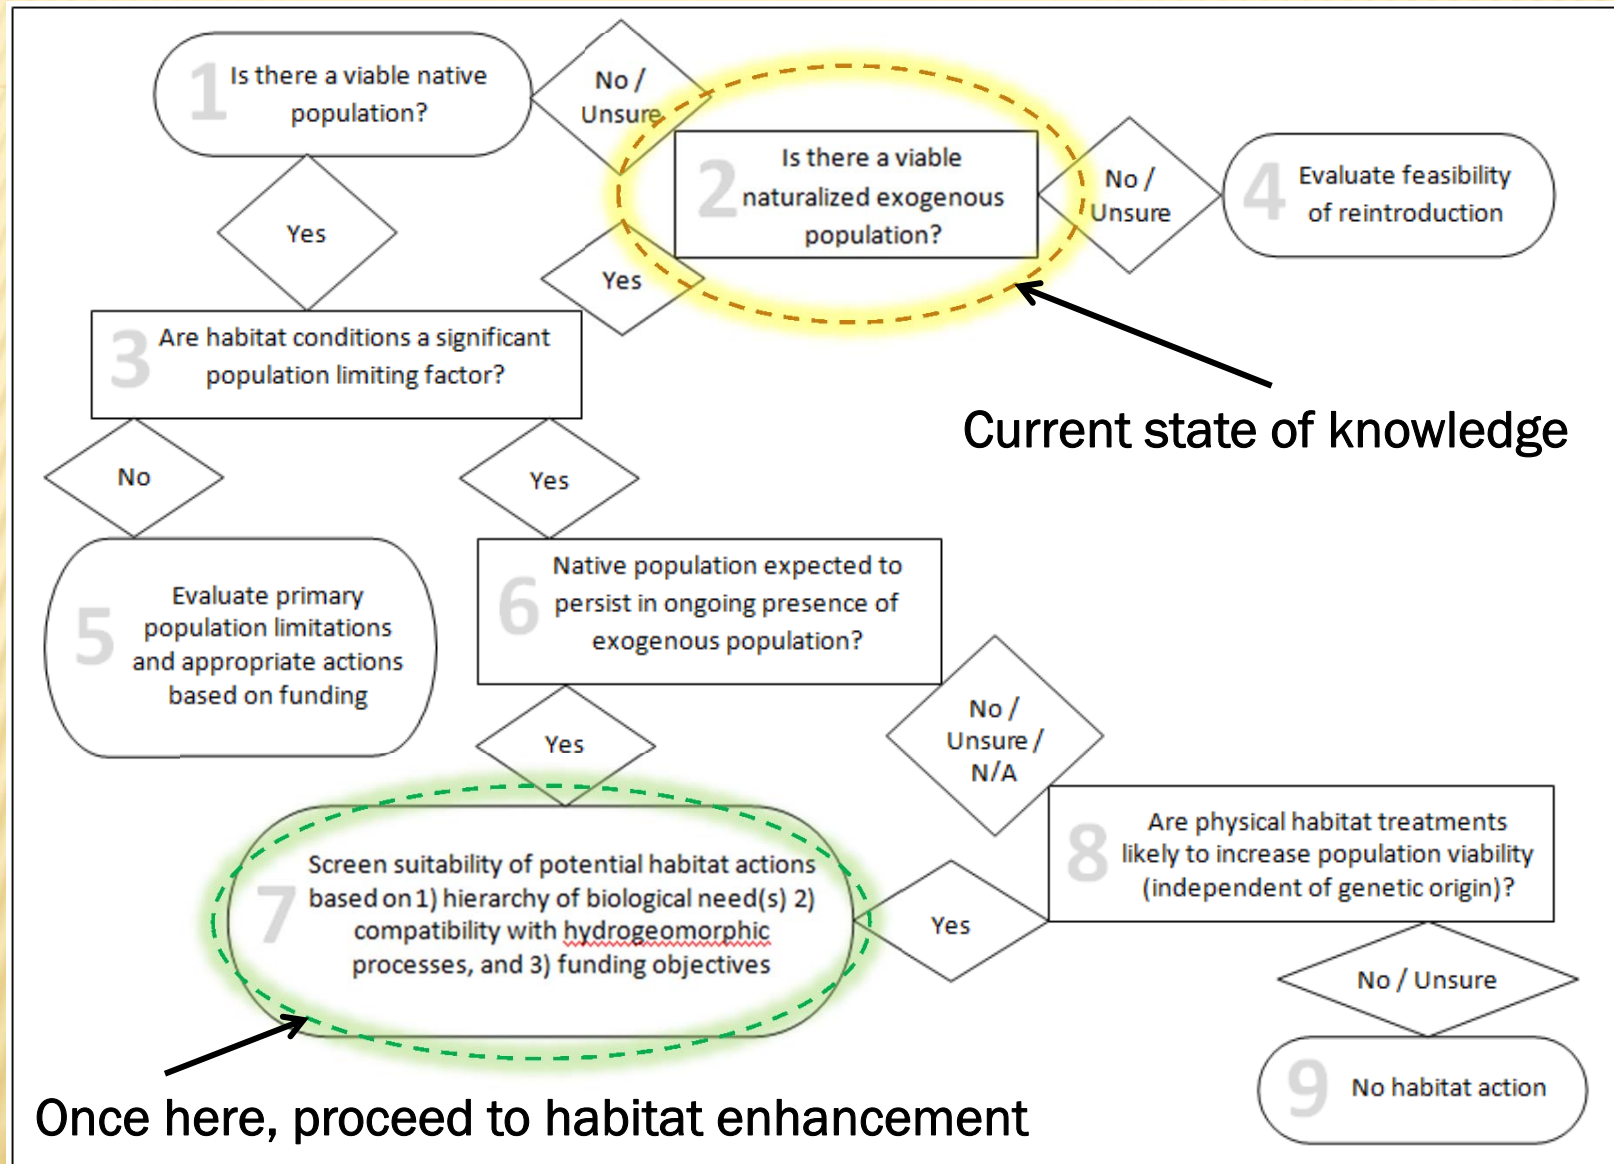 1
Is there a viable native
population?
No /
Unsure
2
Is there a viable
naturalized exogenous
population?
No /
Unsure
4
Evaluate feasibility
of reintroduction
Yes
Yes
3
Are habitat conditions a significant
population limiting factor?
Current state of knowledge
No
Yes
5
Evaluate primary
population limitations
and appropriate actions
based on funding
6
Native population expected to
persist in ongoing presence of
exogenous population?
Yes
No /
Unsure /
N/A
7
Screen suitability of potential habitat actions
based on 1) hierarchy of biological need(s) 2)
compatibility with hydrogeomorphic
processes, and 3) funding objectives
Yes
8
Are physical habitat treatments
likely to increase population viability
(independent of genetic origin)?
No / Unsure
9
No habitat action
Once here, proceed to habitat enhancement